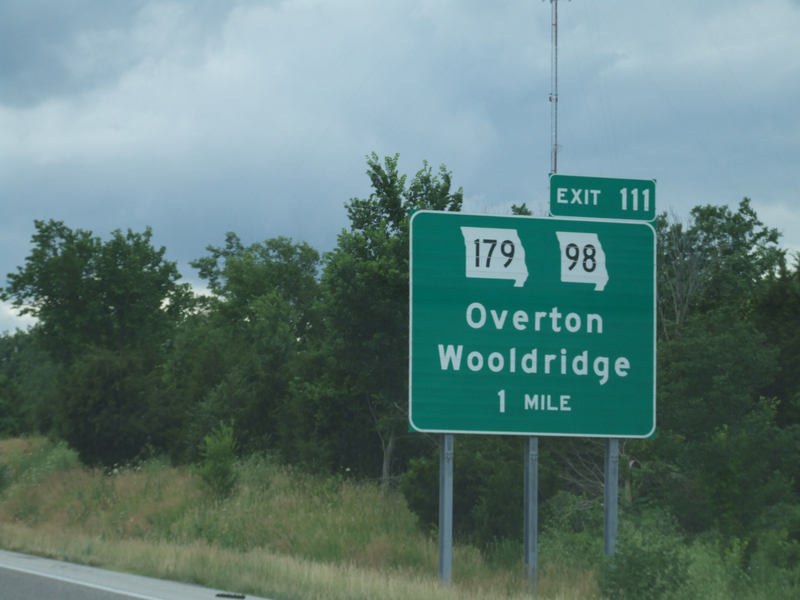 EXIT 111
179 98
Overton
Wooldridge
1 MILE